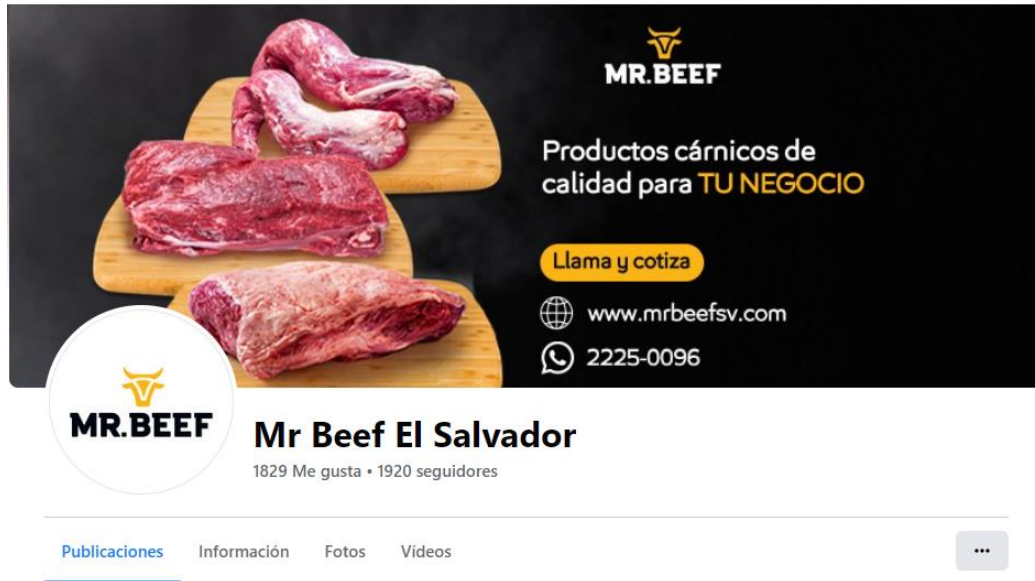 MR.BEEF
Productos cárnicos de
calidad para TU NEGOCIO
Llama y cotiza
www.mrbeefsv.com
2225-0096
MR.BEEF
Mr Beef El Salvador
1829 Me gusta • 1920 seguidores
Publicaciones Información Fotos Vídeos